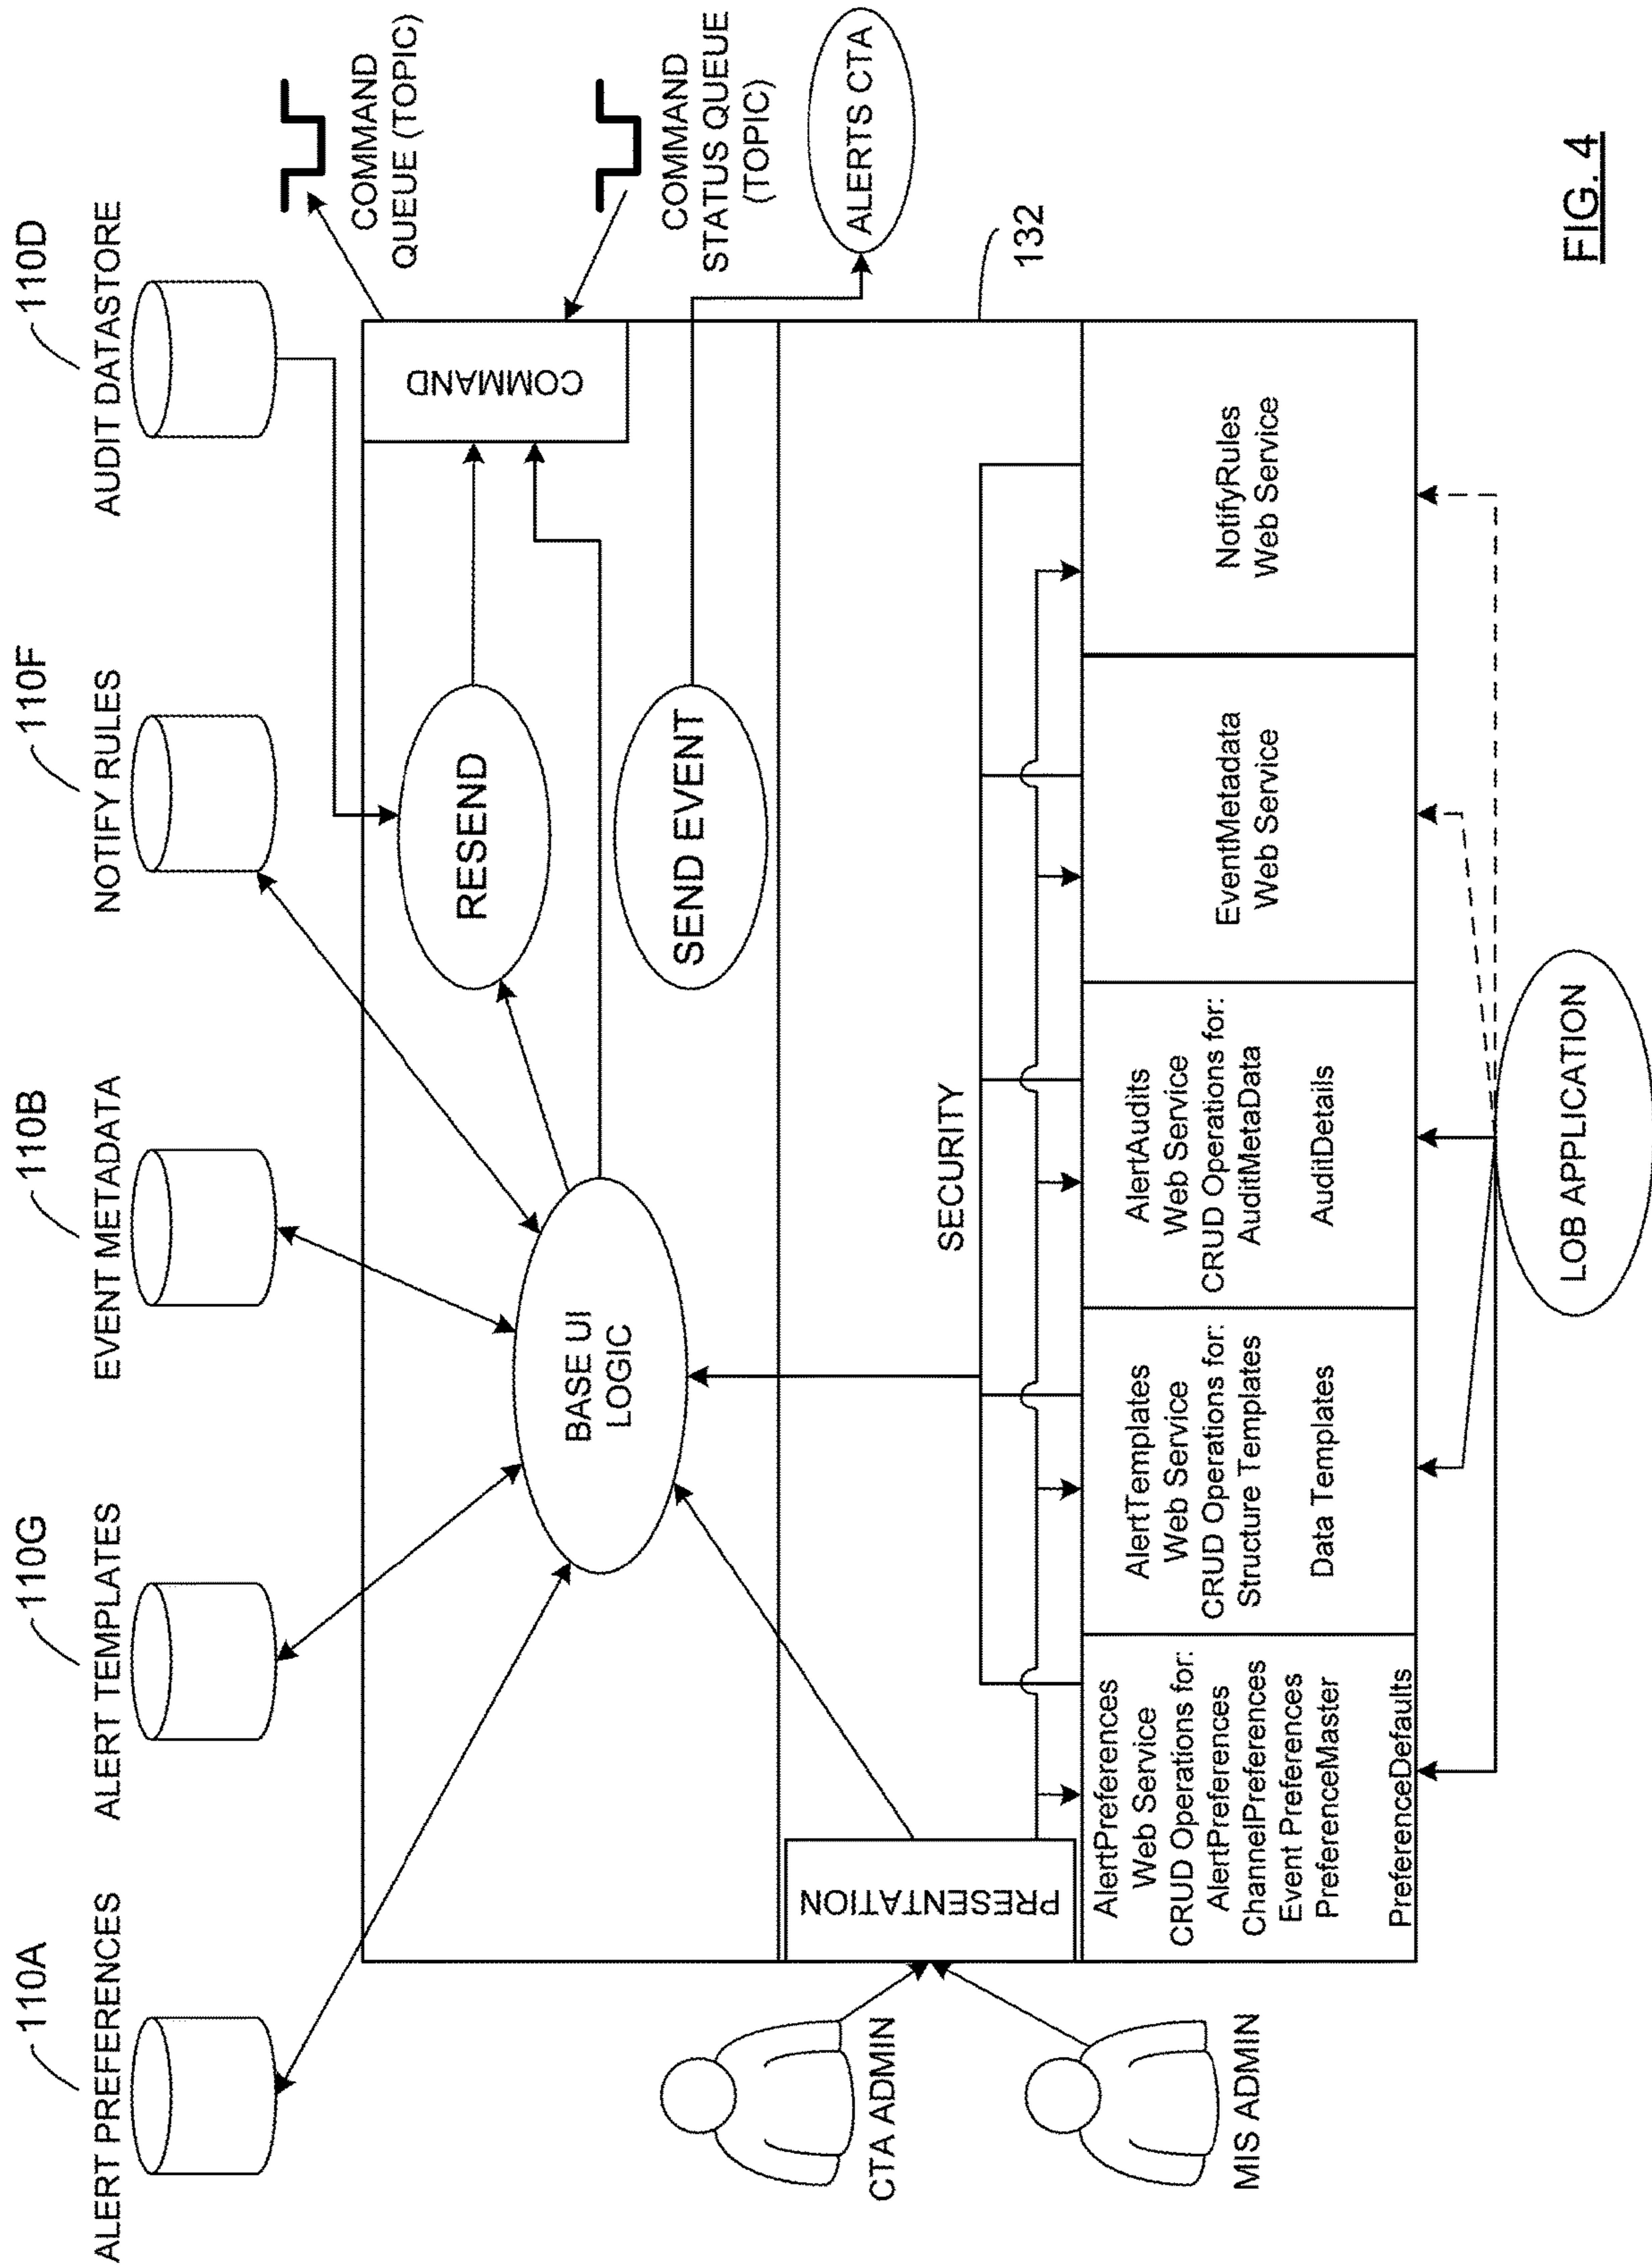 110A
110G
110B
110F
110D
ALERT PREFERENCES
ALERT TEMPLATES
EVENT METADATA
NOTIFY RULES
AUDIT DATASTORE
COMMAND
QUEUE (TOPIC)
COMMAND
RESEND
BASE UI
LOGIC
COMMAND
STATUS QUEUE
(TOPIC)
SEND EVENT
ALERTS CTA
CTA ADMIN
MIS ADMIN
PRESENTATION
SECURITY
132
AlertPreferences
Web Service
CRUD Operations for:
AlertPreferences
ChannelPreferences
Event Preferences
PreferenceMaster
PreferenceDefaults
AlertTemplates
Web Service
CRUD Operations for:
Structure Templates
Data Templates
AlertAudits
Web Service
CRUD Operations for:
AuditMetaData
AuditDetails
EventMetadata
Web Service
NotifyRules
Web Service
LOB APPLICATION
FIG. 4